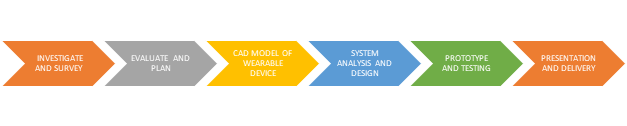 INVESTIGATE
AND SURVEY
EVALUATE AND
PLAN
CAD MODEL OF
WEARABLE
DEVICE
SYSTEM
ANALYSIS AND
DESIGN
PROTOTYPE
AND TESTING
PRESENTATION
AND DELIVERY